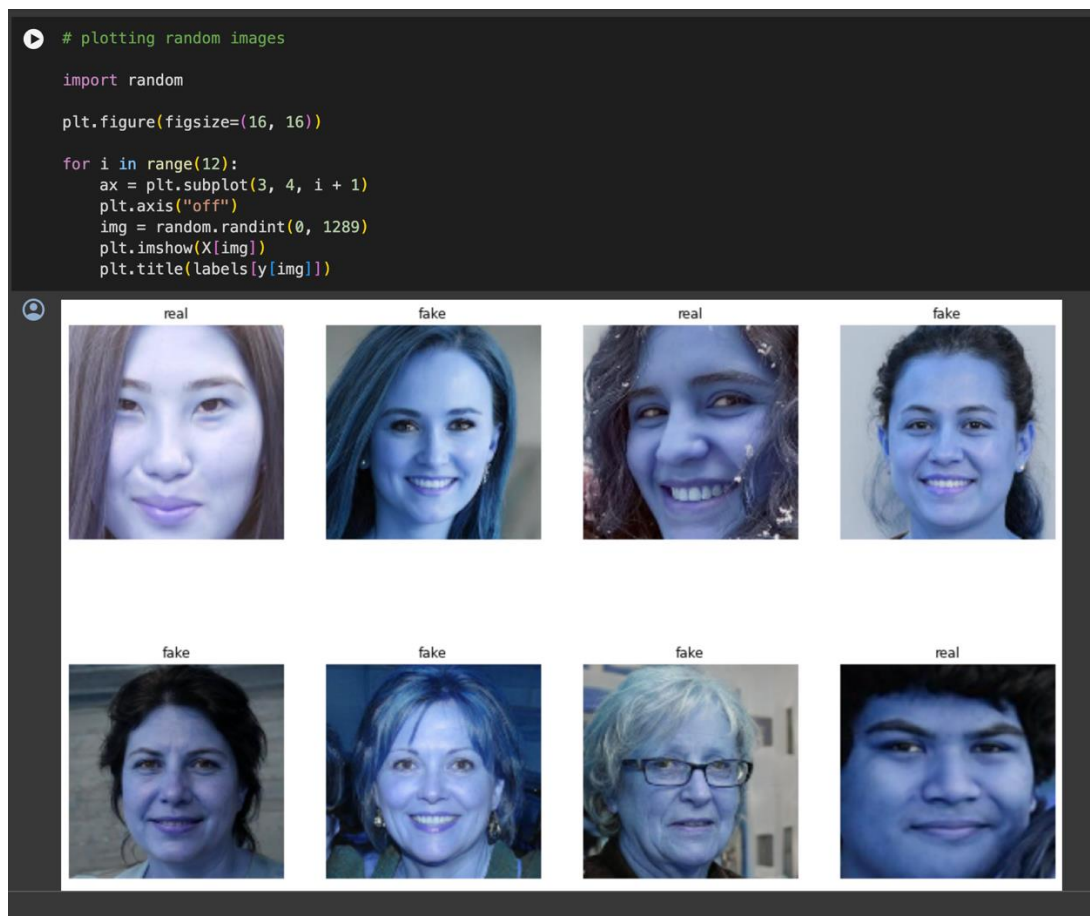 # plotting random images
import random
plt.figure(figsize=(16, 16))
for i in range(12):
    ax = plt.subplot(3, 4, i + 1)
    plt.axis("off")
    img = random.randint(0, 1289)
    plt.imshow(X[img])
    plt.title(labels[y[img]])
real fake real fake
fake fake fake real